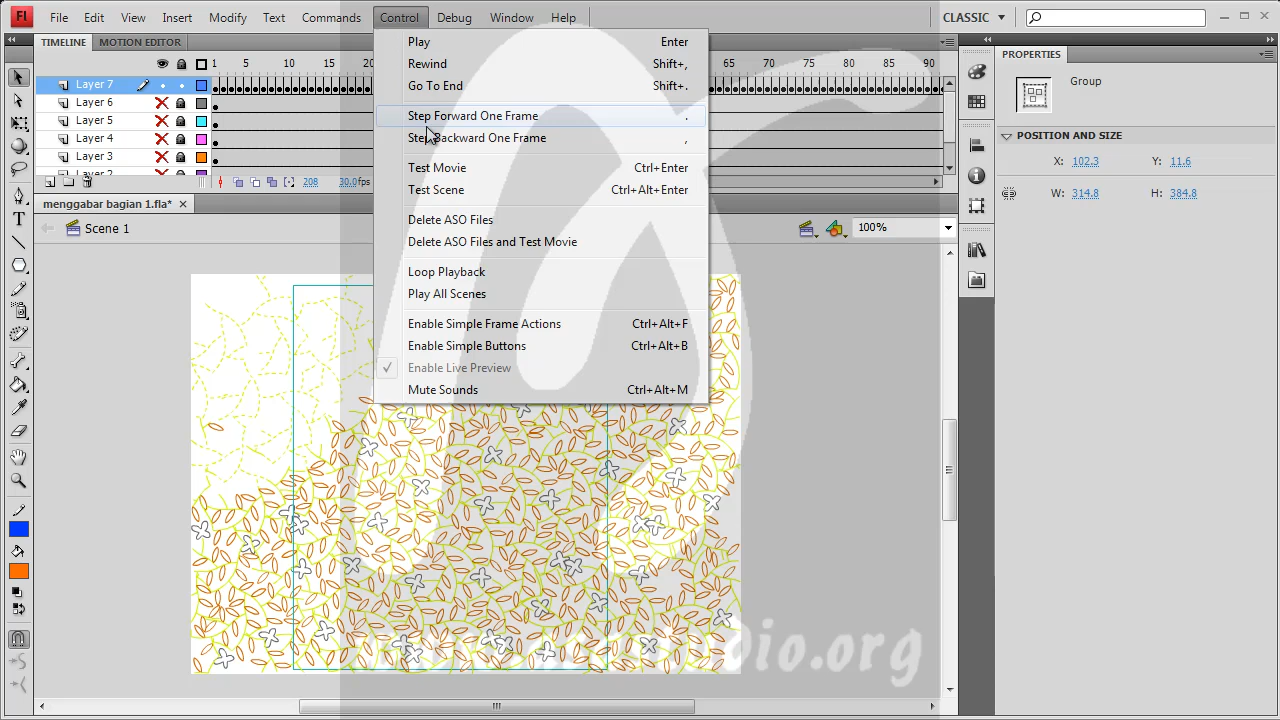 Fl File Edit View Insert Modify Text Commands Control Debug Window Help CLASSIC
TIMELINE MOTION EDITOR
1 5 10 15 20 65 70 75 80 85 90
Layer 7
Layer 6
Layer 5
Layer 4
Layer 3
208 30.0fps
menggabar bagian 1.fla*
Scene 1
100%
Play Enter
Rewind Shift+,
Go To End Shift+.
Step Forward One Frame .
Step Backward One Frame ,
Test Movie Ctrl+Enter
Test Scene Ctrl+Alt+Enter
Delete ASO Files
Delete ASO Files and Test Movie
Loop Playback
Play All Scenes
Enable Simple Frame Actions Ctrl+Alt+F
Enable Simple Buttons Ctrl+Alt+B
Enable Live Preview
Mute Sounds Ctrl+Alt+M
PROPERTIES
Group
POSITION AND SIZE
X: 102.3 Y: 11.6
W: 314.8 H: 384.8